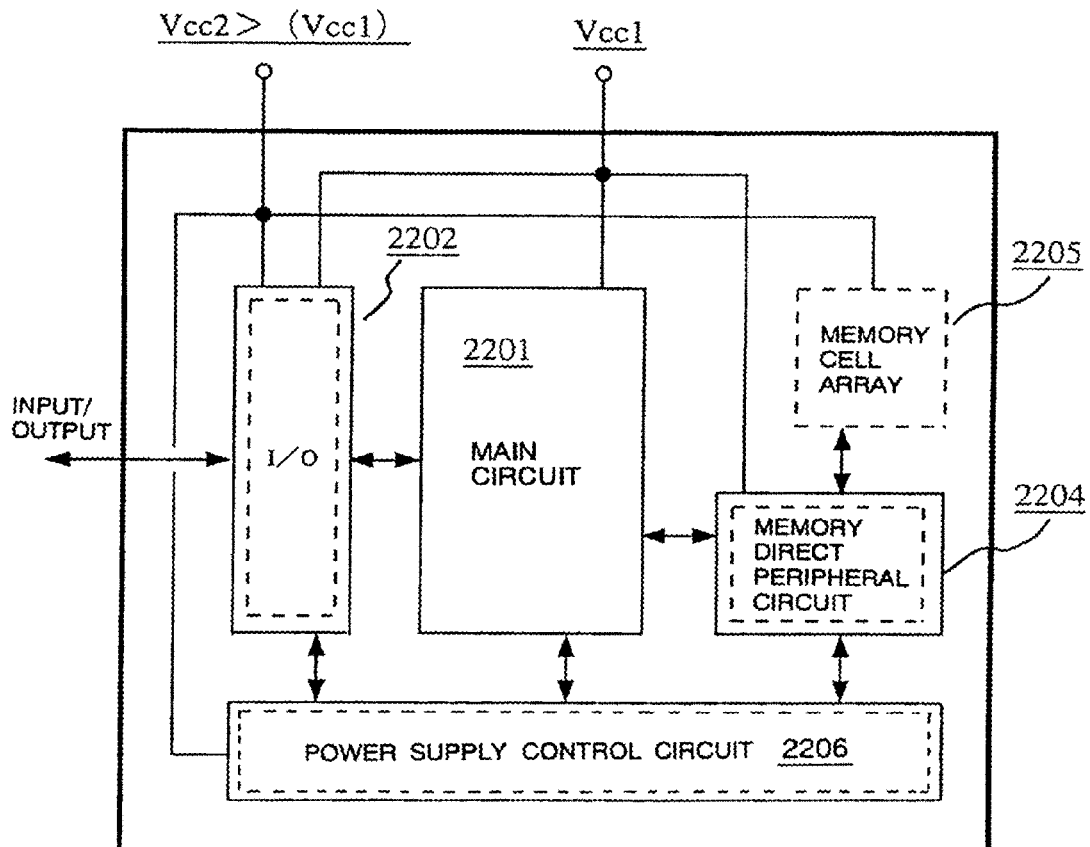 Vcc2＞ (Vcc1)
Vcc1
2202
2205
2201
MEMORY
CELL
ARRAY
INPUT/
OUTPUT
I/O
MAIN
CIRCUIT
2204
MEMORY
DIRECT
PERIPHERAL
CIRCUIT
POWER SUPPLY CONTROL CIRCUIT 2206